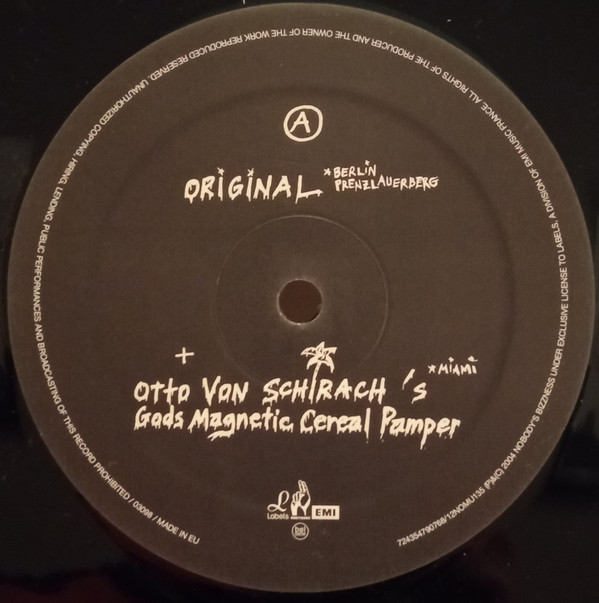 A
ORIGINAL *BERLIN
PRENZLAUERBERG
+
OTTO VON SCHIRACH 'S *MIAMI
Gods Magnetic Cereal Pamper
L
Labels
EMI
724354790768/12NOMU135 (P)&(C) 2004 NOBODY'S BIZZNESS UNDER EXCLUSIVE LICENSE TO LABELS, A DIVISION OF EMI MUSIC FRANCE. ALL RIGHTS OF THE PRODUCER AND THE OWNER OF THE WORK REPRODUCED RESERVED. UNAUTHORIZED COPYING, HIRING, LENDING, PUBLIC PERFORMANCES AND BROADCASTING OF THIS RECORD PROHIBITED / 03098 / MADE IN EU